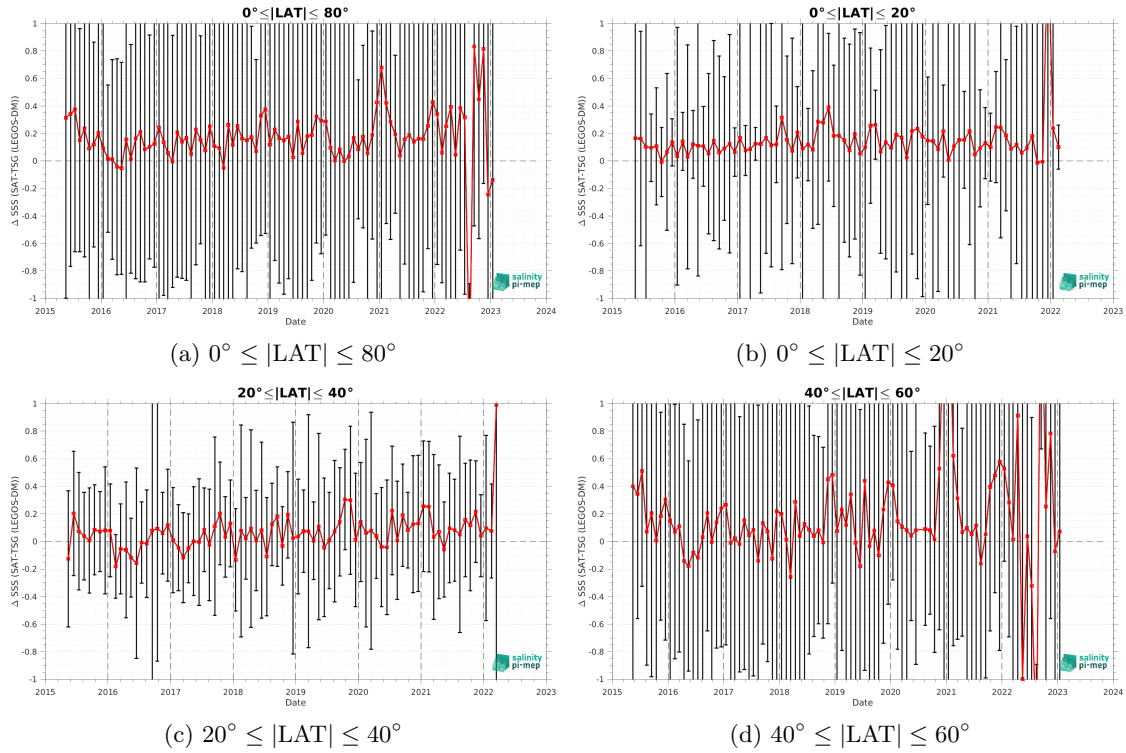 0°≤|LAT|≤ 80°
1
0.8
0.6
0.4
0.2
0
-0.2
-0.4
-0.6
-0.8
-1
Δ SSS (SAT-TSG (LEGOS-DM))
2015 2016 2017 2018 2019 2020 2021 2022 2023 2024
Date
salinity
pi-mep
(a) 0° ≤ |LAT| ≤ 80°
0°≤|LAT|≤ 20°
1
0.8
0.6
0.4
0.2
0
-0.2
-0.4
-0.6
-0.8
-1
Δ SSS (SAT-TSG (LEGOS-DM))
2015 2016 2017 2018 2019 2020 2021 2022 2023
Date
salinity
pi-mep
(b) 0° ≤ |LAT| ≤ 20°
20°≤|LAT|≤ 40°
1
0.8
0.6
0.4
0.2
0
-0.2
-0.4
-0.6
-0.8
-1
Δ SSS (SAT-TSG (LEGOS-DM))
2015 2016 2017 2018 2019 2020 2021 2022 2023
Date
salinity
pi-mep
(c) 20° ≤ |LAT| ≤ 40°
40°≤|LAT|≤ 60°
1
0.8
0.6
0.4
0.2
0
-0.2
-0.4
-0.6
-0.8
-1
Δ SSS (SAT-TSG (LEGOS-DM))
2015 2016 2017 2018 2019 2020 2021 2022 2023 2024
Date
salinity
pi-mep
(d) 40° ≤ |LAT| ≤ 60°